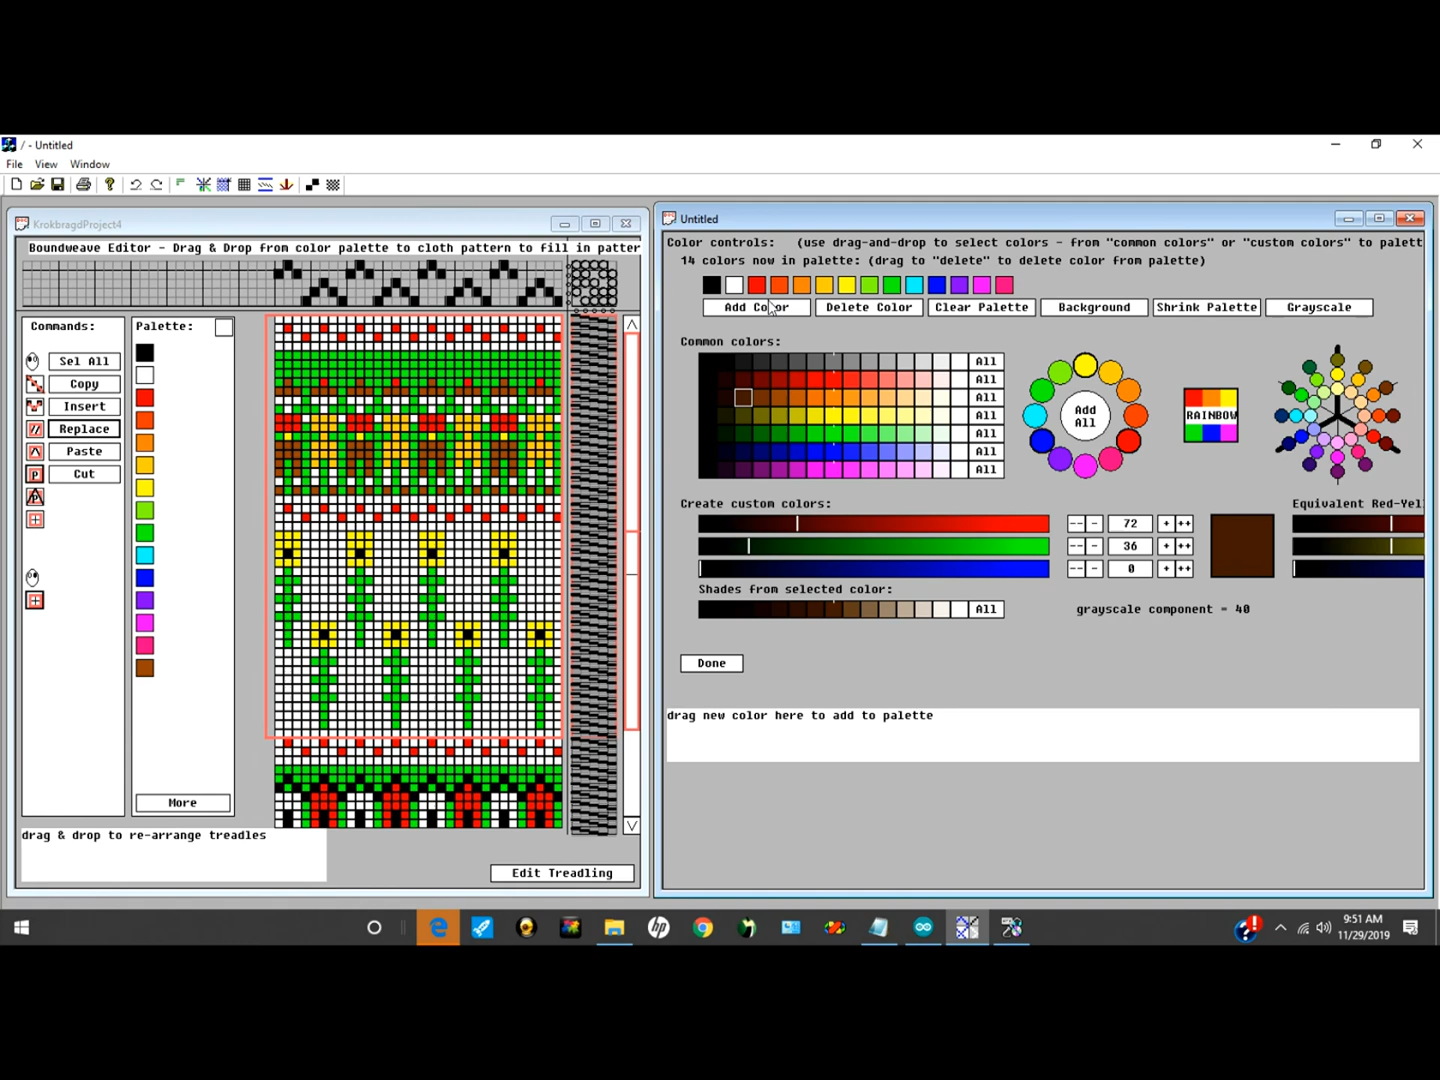 / - Untitled
File View Window
KrokbragdProject4
Boundweave Editor - Drag & Drop from color palette to cloth pattern to fill in patter
Commands:
Sel All
Copy
Insert
Replace
Paste
Cut
Palette:
More
drag & drop to re-arrange treadles
Edit Treadling
Untitled
Color controls: (use drag-and-drop to select colors - from "common colors" or "custom colors" to palett
14 colors now in palette: (drag to "delete" to delete color from palette)
Add Color Delete Color Clear Palette Background Shrink Palette Grayscale
Common colors:
All
All
All
All
All
All
All
Add
All
RAINBOW
Create custom colors:
Equivalent Red-Yel
-- - 72 + ++
-- - 36 + ++
-- - 0 + ++
Shades from selected color:
All
grayscale component = 40
Done
drag new color here to add to palette
9:51 AM
11/29/2019